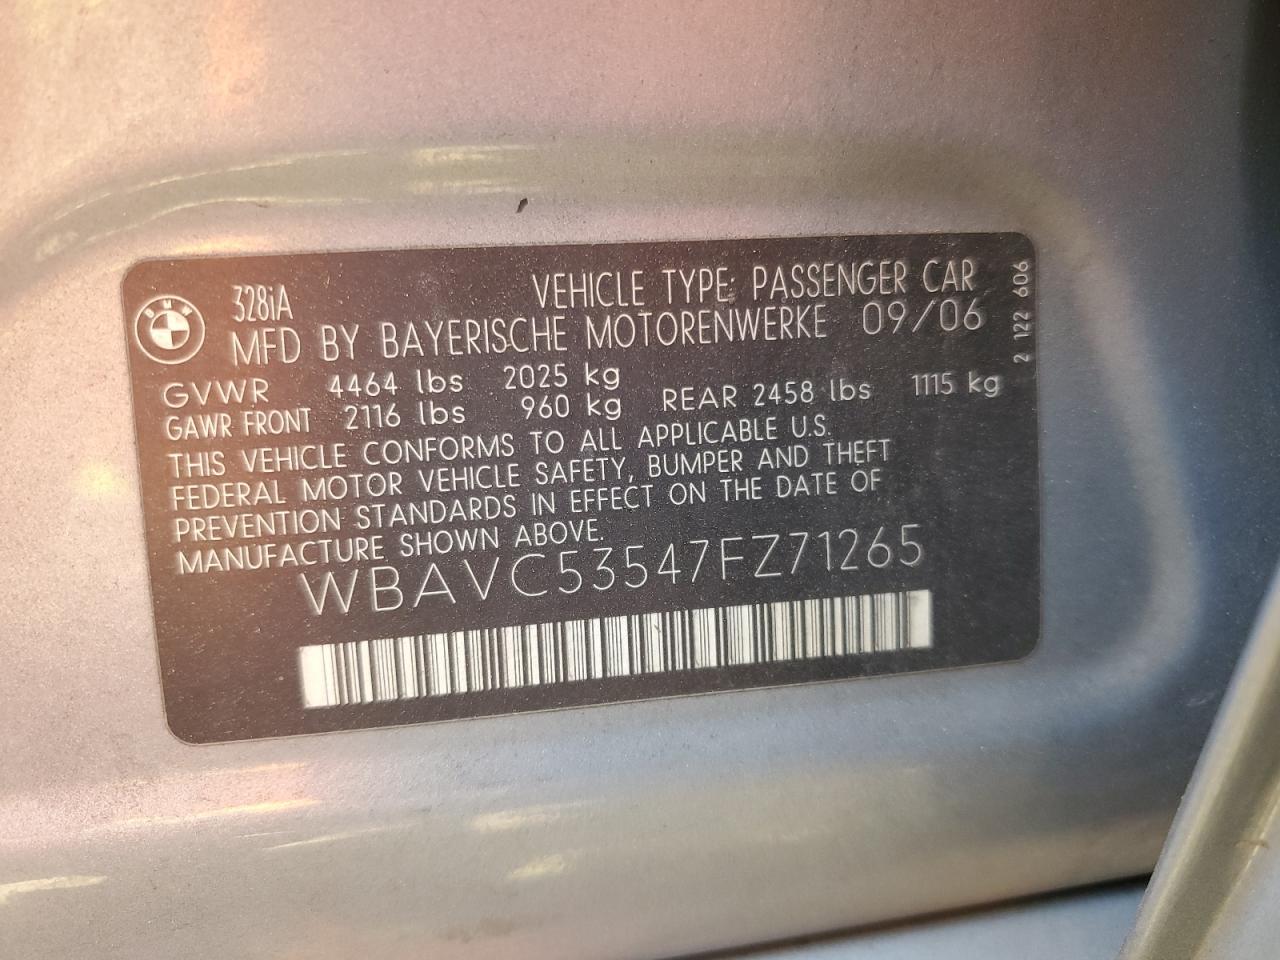 BMW
328iA VEHICLE TYPE: PASSENGER CAR
MFD BY BAYERISCHE MOTORENWERKE 09/06
GVWR 4464 lbs 2025 kg
GAWR FRONT 2116 lbs 960 kg REAR 2458 lbs 1115 kg
THIS VEHICLE CONFORMS TO ALL APPLICABLE U.S.
FEDERAL MOTOR VEHICLE SAFETY, BUMPER AND THEFT
PREVENTION STANDARDS IN EFFECT ON THE DATE OF
MANUFACTURE SHOWN ABOVE.
WBAVC53547FZ71265
2 122 606